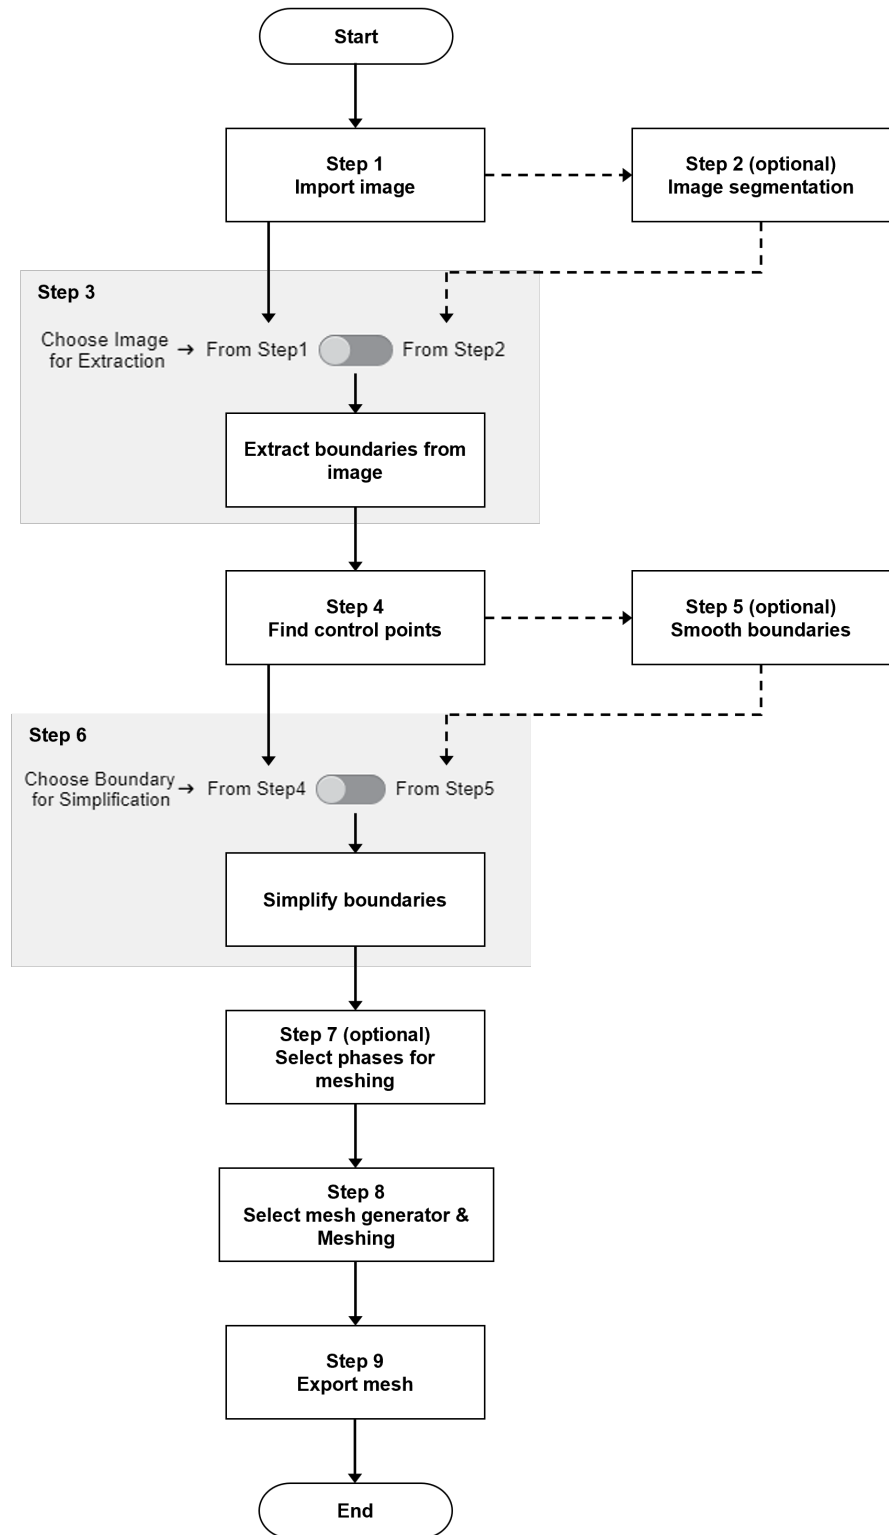 Start
Step 1
Import image
Step 2 (optional)
Image segmentation
Step 3
Choose Image
for Extraction
→ From Step1
From Step2
Extract boundaries from
image
Step 4
Find control points
Step 5 (optional)
Smooth boundaries
Step 6
Choose Boundary
for Simplification
→ From Step4
From Step5
Simplify boundaries
Step 7 (optional)
Select phases for
meshing
Step 8
Select mesh generator &
Meshing
Step 9
Export mesh
End